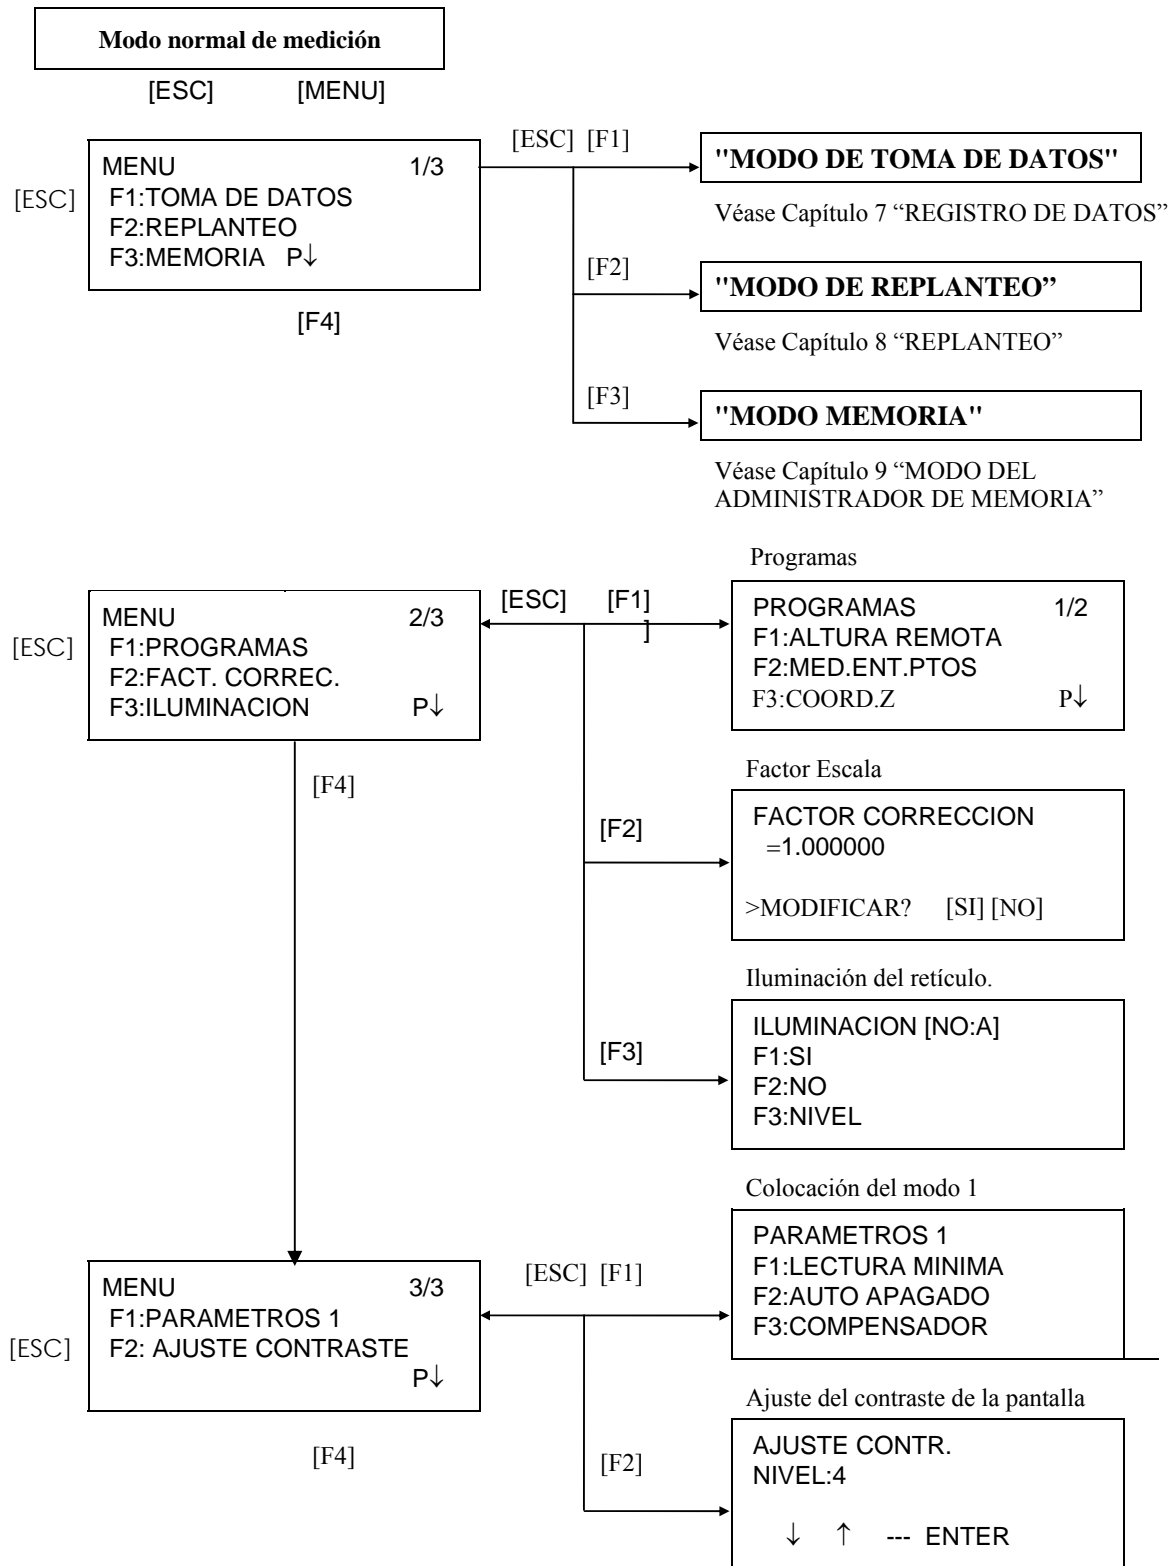 Modo normal de medición
[ESC] [MENU]
[ESC] [F1]
MENU 1/3
F1:TOMA DE DATOS
F2:REPLANTEO
F3:MEMORIA P↓
[ESC]
[F4]
"MODO DE TOMA DE DATOS"
Véase Capítulo 7 “REGISTRO DE DATOS”
[F2]
"MODO DE REPLANTEO”
Véase Capítulo 8 “REPLANTEO”
[F3]
"MODO MEMORIA"
Véase Capítulo 9 “MODO DEL
ADMINISTRADOR DE MEMORIA”
MENU 2/3
F1:PROGRAMAS
F2:FACT. CORREC.
F3:ILUMINACION P↓
[ESC]
[F4]
[ESC] [F1]
]
Programas
PROGRAMAS 1/2
F1:ALTURA REMOTA
F2:MED.ENT.PTOS
F3:COORD.Z P↓
[F2]
Factor Escala
FACTOR CORRECCION
=1.000000
>MODIFICAR? [SI] [NO]
[F3]
Iluminación del retículo.
ILUMINACION [NO:A]
F1:SI
F2:NO
F3:NIVEL
MENU 3/3
F1:PARAMETROS 1
F2: AJUSTE CONTRASTE
P↓
[ESC]
[F4]
[ESC] [F1]
Colocación del modo 1
PARAMETROS 1
F1:LECTURA MINIMA
F2:AUTO APAGADO
F3:COMPENSADOR
[F2]
Ajuste del contraste de la pantalla
AJUSTE CONTR.
NIVEL:4
↓ ↑ --- ENTER